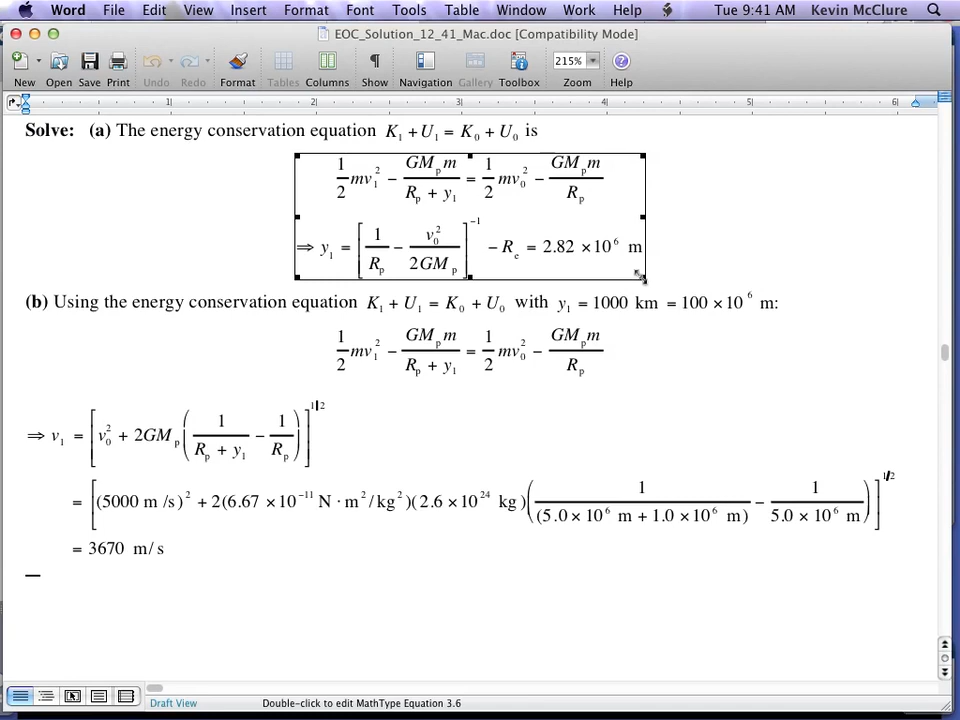 Word File Edit View Insert Format Font Tools Table Window Work Help Tue 9:41 AM Kevin McClure
EOC_Solution_12_41_Mac.doc [Compatibility Mode]
215%
New Open Save Print Undo Redo Format Tables Columns Show Navigation Gallery Toolbox Zoom Help
1 2 3 4 5 6
Solve: (a) The energy conservation equation K₁ + U₁ = K₀ + U₀ is
1/2 mv₁² − GMₚm/(Rₚ + y₁) = 1/2 mv₀² − GMₚm/Rₚ
⇒ y₁ = [1/Rₚ − v₀²/2GMₚ]⁻¹ − Rₑ = 2.82 ×10⁶ m
(b) Using the energy conservation equation K₁ + U₁ = K₀ + U₀ with y₁ = 1000 km = 100 ×10⁶ m:
1/2 mv₁² − GMₚm/(Rₚ + y₁) = 1/2 mv₀² − GMₚm/Rₚ
⇒ v₁ = [v₀² + 2GMₚ(1/(Rₚ + y₁) − 1/Rₚ)]^1/2
= [(5000 m/s)² + 2(6.67 ×10⁻¹¹ N·m²/kg²)(2.6 ×10²⁴ kg)(1/(5.0×10⁶ m + 1.0×10⁶ m) − 1/(5.0 × 10⁶ m))]^1/2
= 3670 m/s
Draft View Double-click to edit MathType Equation 3.6